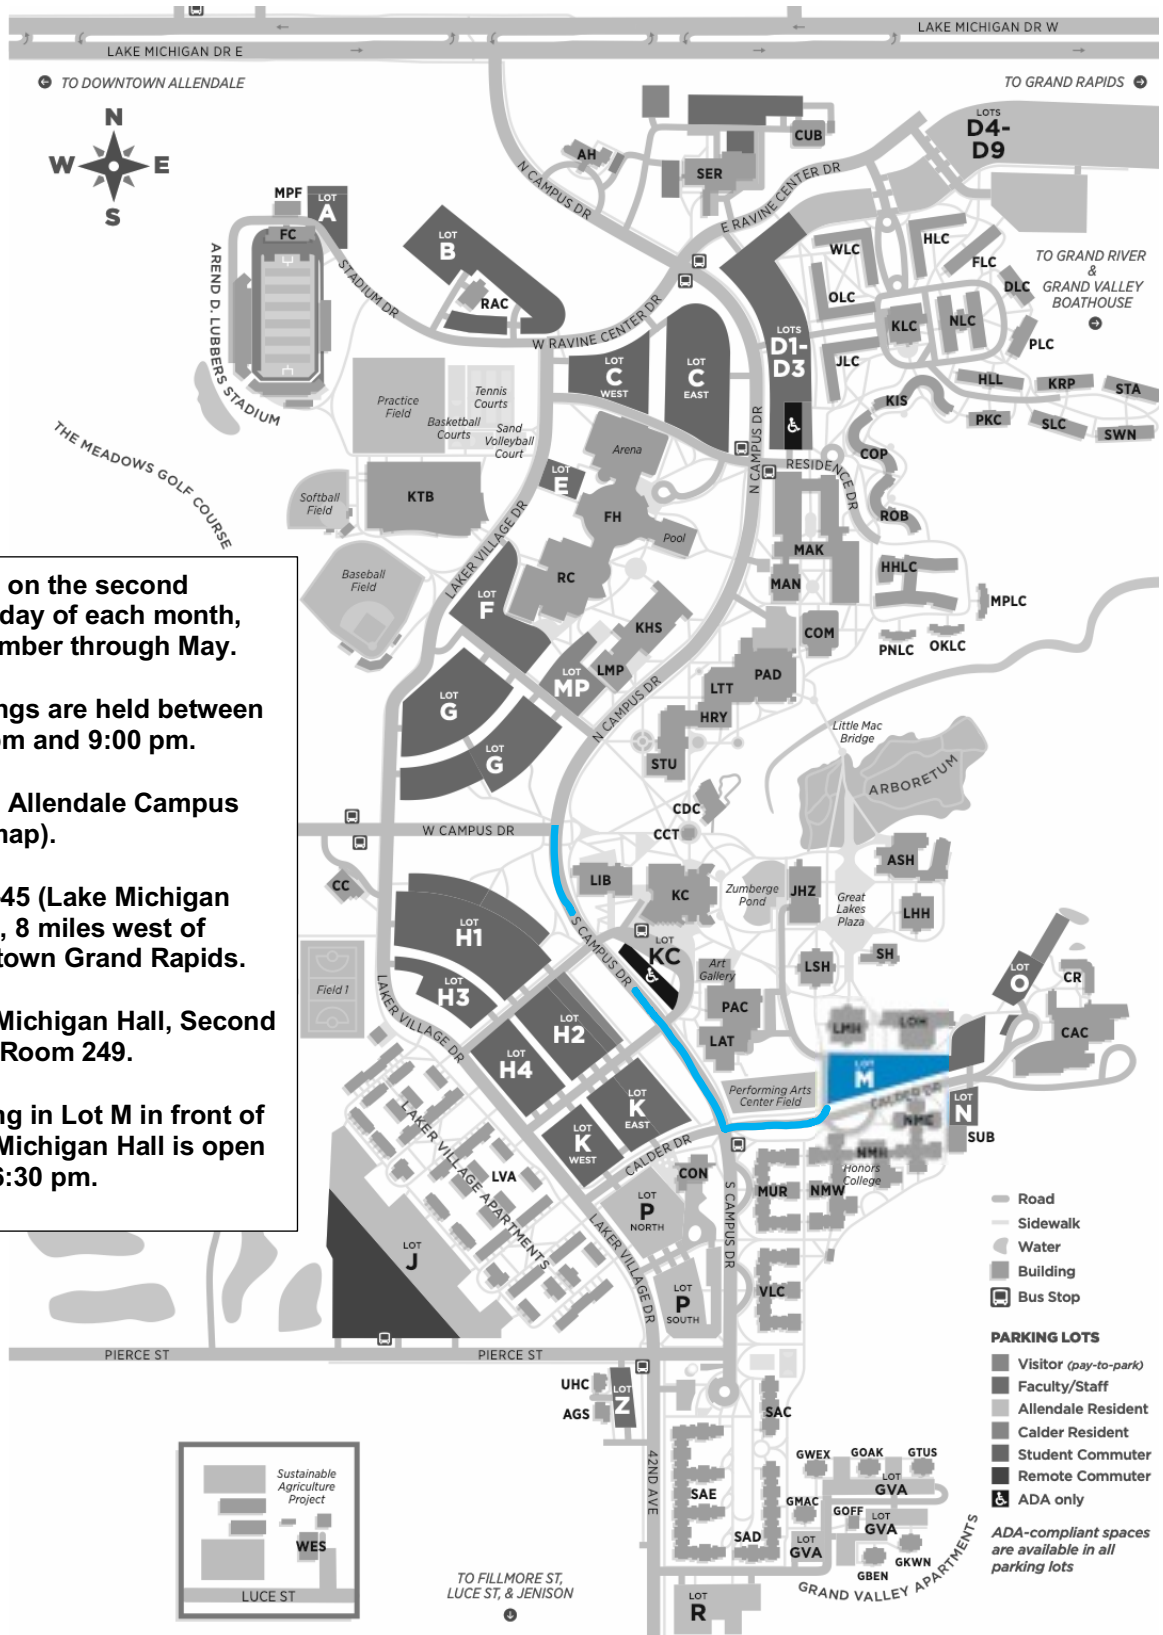 LAKE MICHIGAN DR W
LAKE MICHIGAN DR E
TO DOWNTOWN ALLENDALE
TO GRAND RAPIDS
N
W E
S
LOTS
D4-
D9
CUB
AH
SER
N CAMPUS DR
E RAVINE CENTER DR
MPF
LOT
A
FC
LOT
B
RAC
STADIUM DR
AREND D. LUBBERS STADIUM
WLC
HLC
FLC
DLC
OLC
KLC
NLC
PLC
JLC
TO GRAND RIVER
&
GRAND VALLEY
BOATHOUSE
W RAVINE CENTER DR
LOT
C
WEST
LOT
C
EAST
LOTS
D1-
D3
HLL
KRP
STA
KIS
PKC
SLC
SWN
Practice
Field
Tennis
Courts
Basketball
Courts
Sand
Volleyball
Court
THE MEADOWS GOLF COURSE
N CAMPUS DR
RESIDENCE DR
COP
ROB
Arena
LOT
E
KTB
Softball
Field
FH
Pool
LAKER VILLAGE DR
MAK
MAN
HHLC
MPLC
Baseball
Field
RC
LOT
F
KHS
COM
PNLC
OKLC
on the second
day of each month,
mber through May.
ngs are held between
om and 9:00 pm.
Allendale Campus
map).
45 (Lake Michigan
, 8 miles west of
town Grand Rapids.
Michigan Hall, Second
Room 249.
ng in Lot M in front of
Michigan Hall is open
6:30 pm.
LMP
LOT
MP
PAD
LTT
HRY
N CAMPUS DR
LOT
G
LOT
G
STU
Little Mac
Bridge
ARBORETUM
CDC
CCT
W CAMPUS DR
ASH
CC
LIB
KC
Zumberge
Pond
JHZ
Great
Lakes
Plaza
LHH
LOT
H1
S CAMPUS DR
LOT
KC
Art
Gallery
LSH
SH
LOT
O
CR
CAC
Field 1
LOT
H3
LAKER VILLAGE DR
PAC
LAT
LMH
LOH
LOT
H2
LOT
H4
LOT
M
CALDER DR
Performing Arts
Center Field
LOT
N
NMC
SUB
LOT
K
EAST
LOT
K
WEST
CALDER DR
LAKER VILLAGE APARTMENTS
LVA
NMH
Honors
College
CON
MUR
NMW
S CAMPUS DR
LOT
P
NORTH
LAKER VILLAGE DR
LOT
J
LOT
P
SOUTH
VLC
Road
Sidewalk
Water
Building
Bus Stop
PARKING LOTS
Visitor (pay-to-park)
Faculty/Staff
Allendale Resident
Calder Resident
Student Commuter
Remote Commuter
ADA only
ADA-compliant spaces
are available in all
parking lots
PIERCE ST
PIERCE ST
UHC
AGS
LOT
Z
SAC
42ND AVE
SAE
SAD
GWEX
GOAK
GTUS
LOT
GVA
GMAC
GOFF
LOT
GVA
LOT
GVA
GBEN
GKWN
GRAND VALLEY APARTMENTS
Sustainable
Agriculture
Project
WES
LUCE ST
TO FILLMORE ST,
LUCE ST, & JENISON
LOT
R